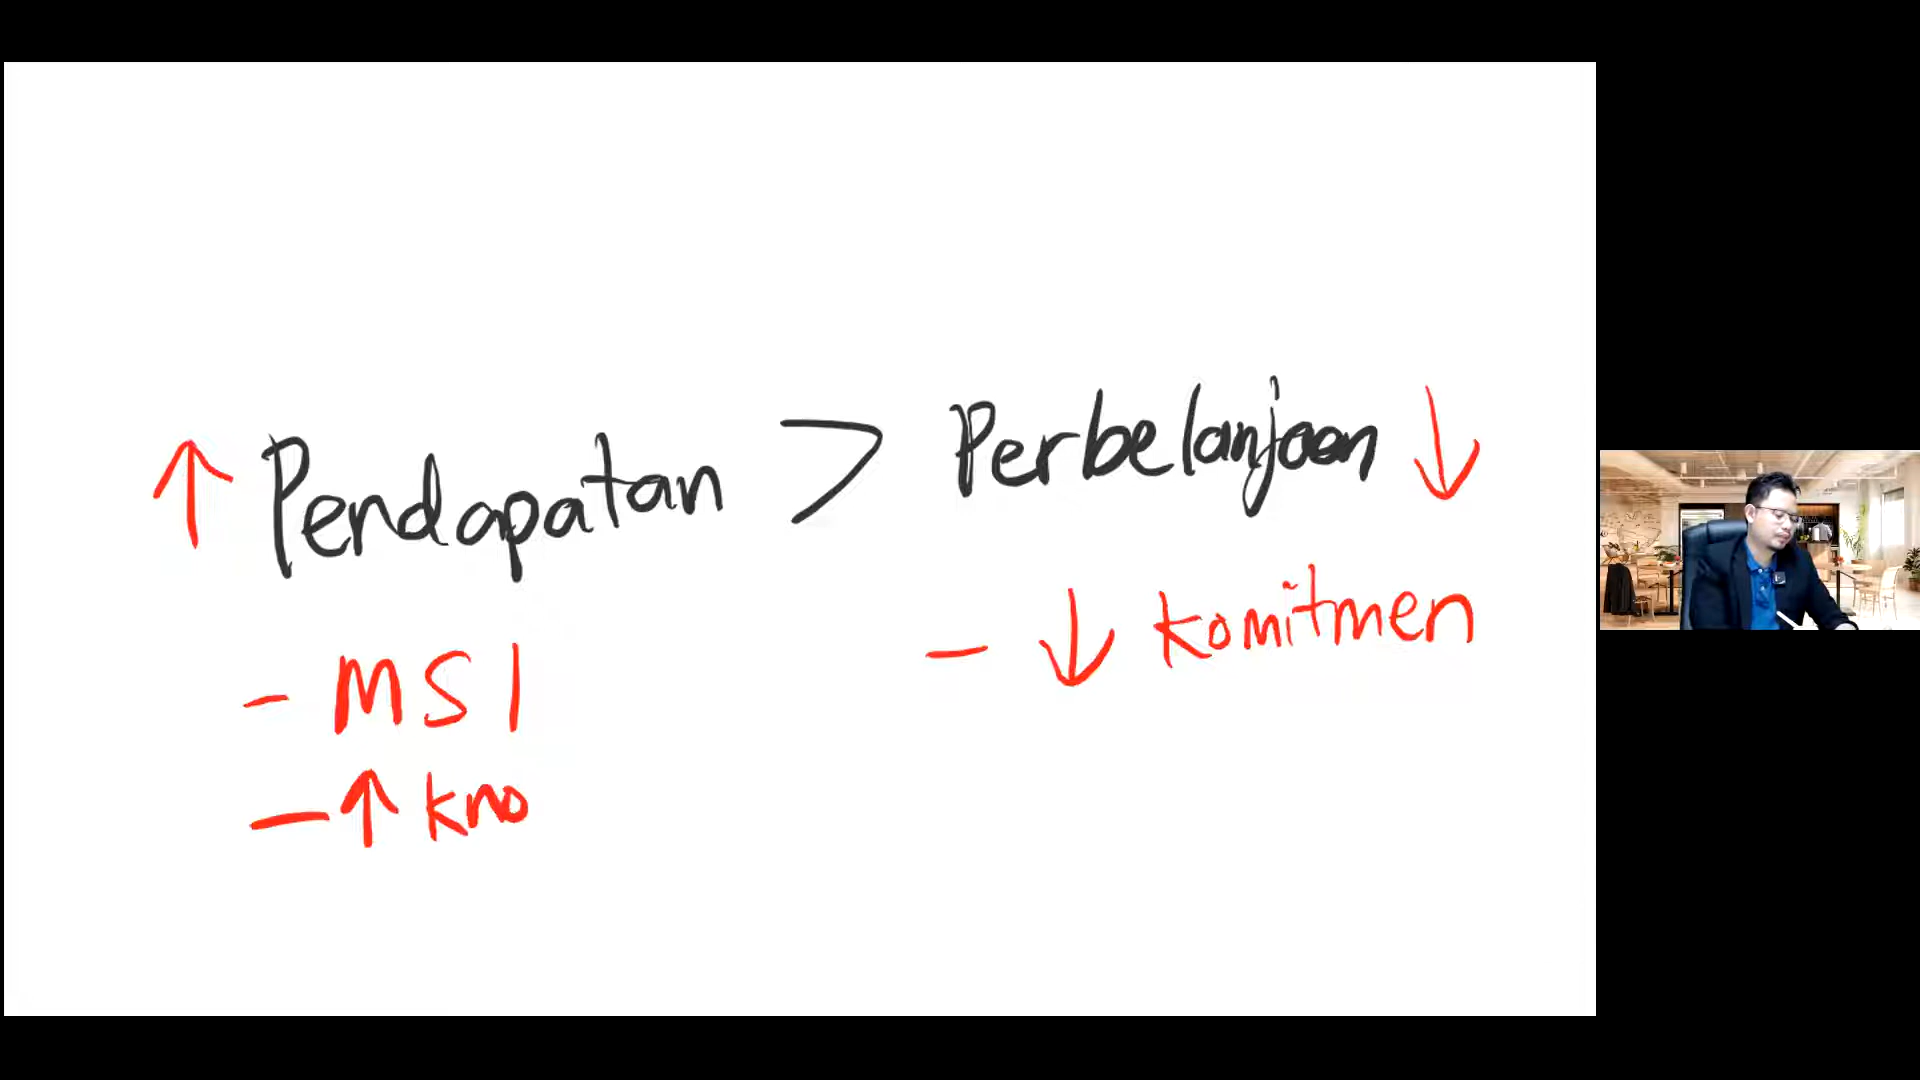 ↑ Pendapatan > Perbelanjaan ↓
- MSI
- ↑ kno
- ↓ komitmen